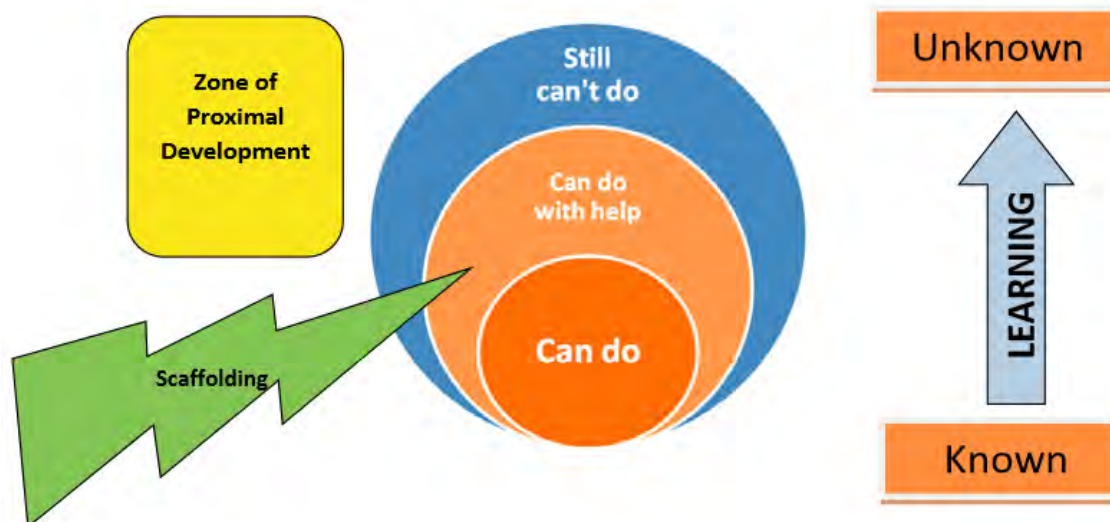 Zone of
Proximal
Development
Still
can't do
Can do
with help
Can do
Scaffolding
Unknown
LEARNING
Known